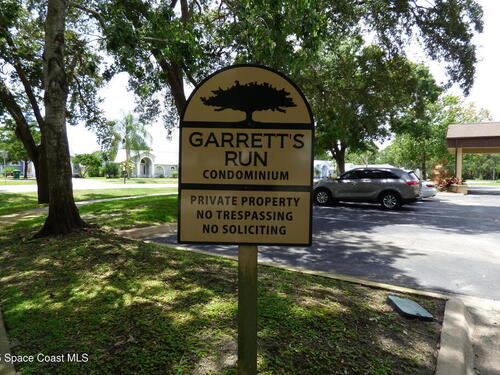 GARRETT'S
RUN
CONDOMINIUM
PRIVATE PROPERTY
NO TRESPASSING
NO SOLICITING
Space Coast MLS